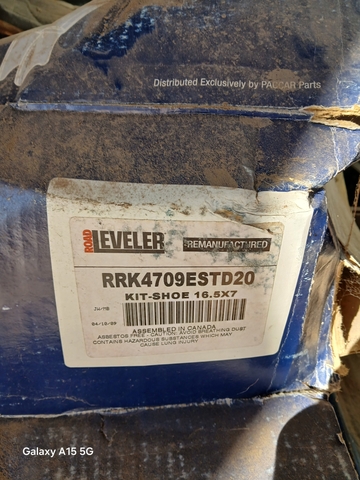 Distributed Exclusively by PACCAR Parts
ROAD LEVELER REMANUFACTURED
RRK4709ESTD20
KIT-SHOE 16.5X7
ASSEMBLED IN CANADA
ASBESTOS FREE - CAUTION: AVOID BREATHING DUST
CONTAINS HAZARDOUS SUBSTANCES WHICH MAY
CAUSE LUNG INJURY
Galaxy A15 5G